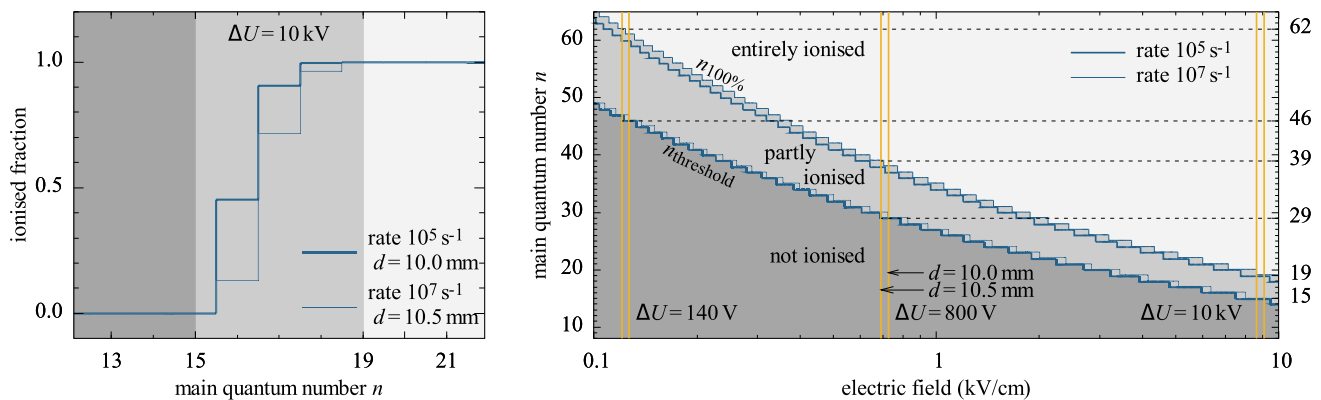 ΔU = 10 kV
1.0
0.5
0.0
ionised fraction
rate 10⁵ s⁻¹
d = 10.0 mm
rate 10⁷ s⁻¹
d = 10.5 mm
13 15 17 19 21
main quantum number n
60
50
40
30
20
10
main quantum number n
entirely ionised
rate 10⁵ s⁻¹
rate 10⁷ s⁻¹
n100%
nthreshold
partly
ionised
not ionised
d = 10.0 mm
d = 10.5 mm
ΔU = 140 V
ΔU = 800 V
ΔU = 10 kV
62
46
39
29
19
15
0.1 1 10
electric field (kV/cm)